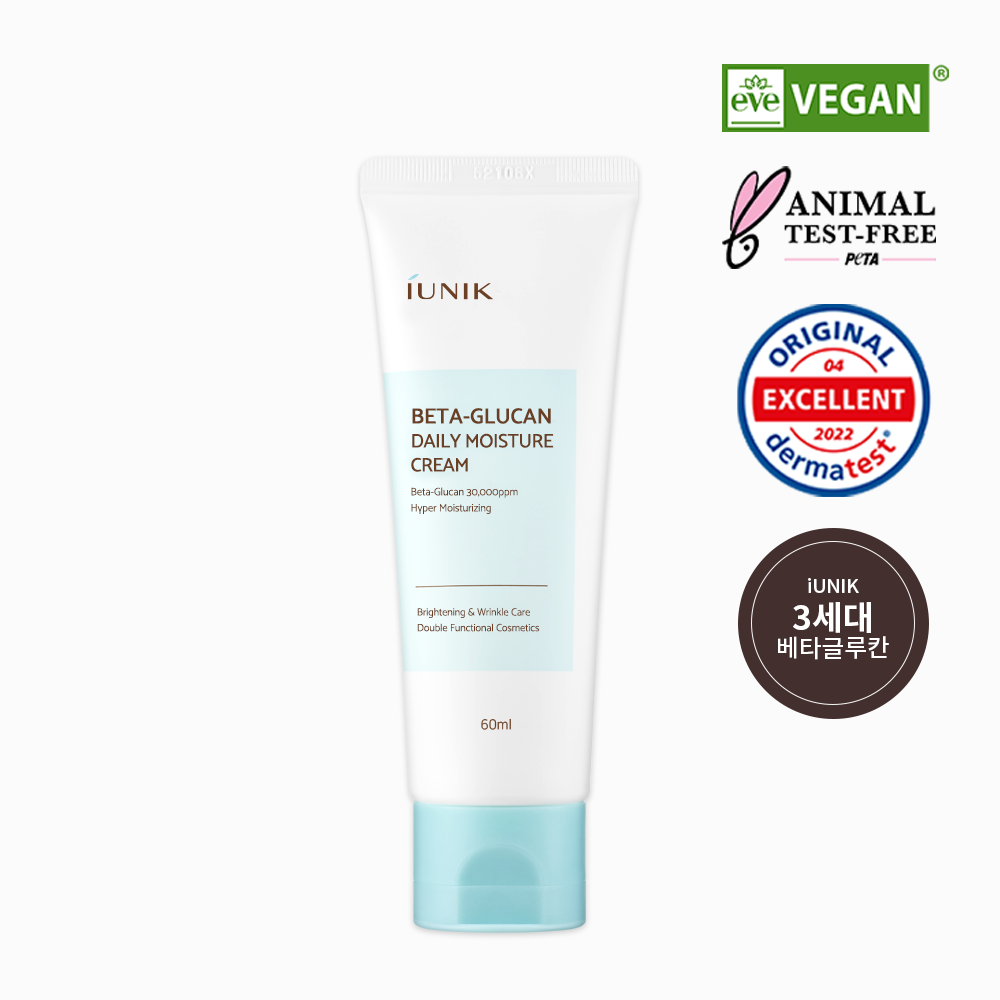 62106X
iUNIK
BETA-GLUCAN
DAILY MOISTURE
CREAM
Beta-Glucan 30,000ppm
Hyper Moisturizing
Brightening & Wrinkle Care
Double Functional Cosmetics
60ml
eve VEGAN®
ANIMAL
TEST-FREE
PETA
ORIGINAL
04
EXCELLENT
2022
dermatest®
iUNIK
3세대
베타글루칸